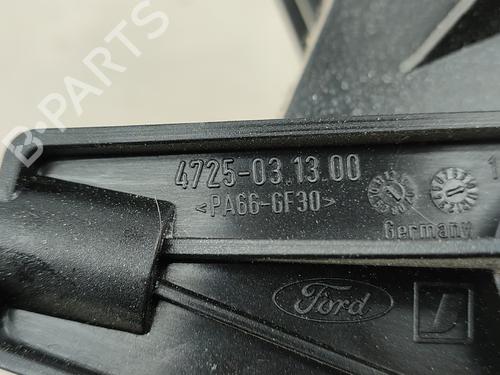 B-PARTS
4725-03.13.00
<PA66-GF30>
Germany
Ford